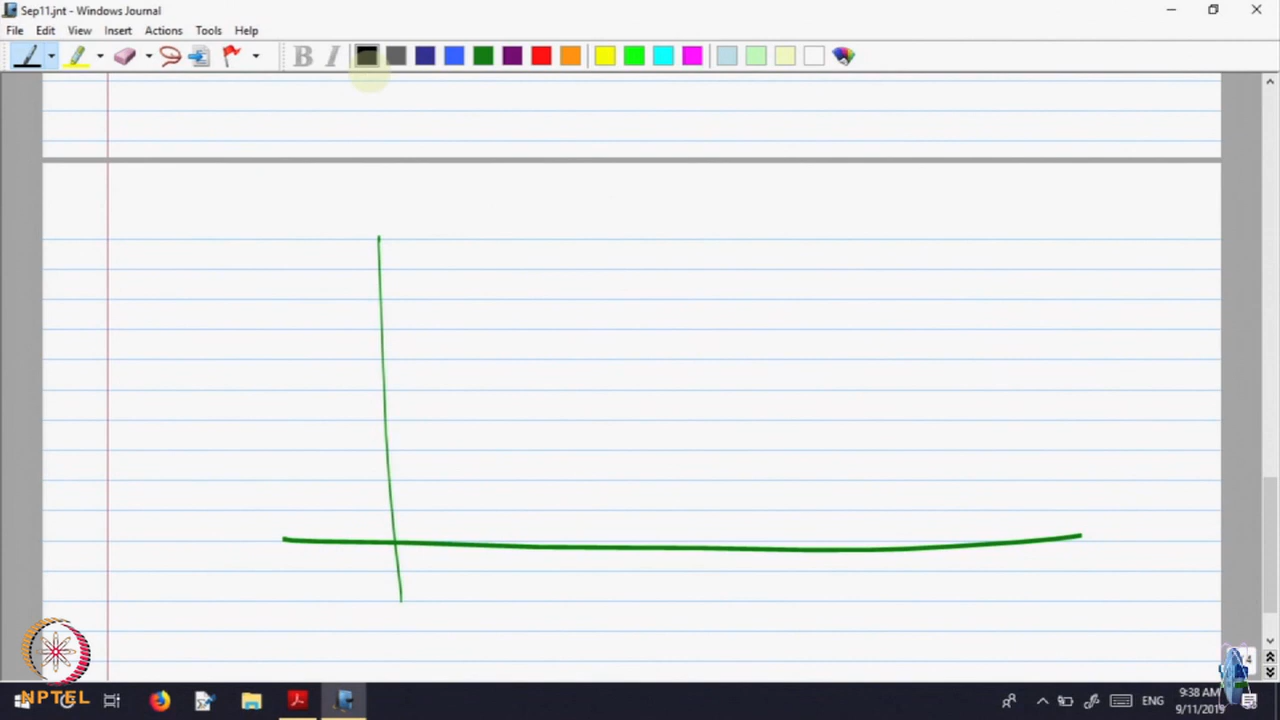 Sep11.jnt - Windows Journal
File Edit View Insert Actions Tools Help
B I
NPTEL
ENG
9:38 AM
9/11/2019